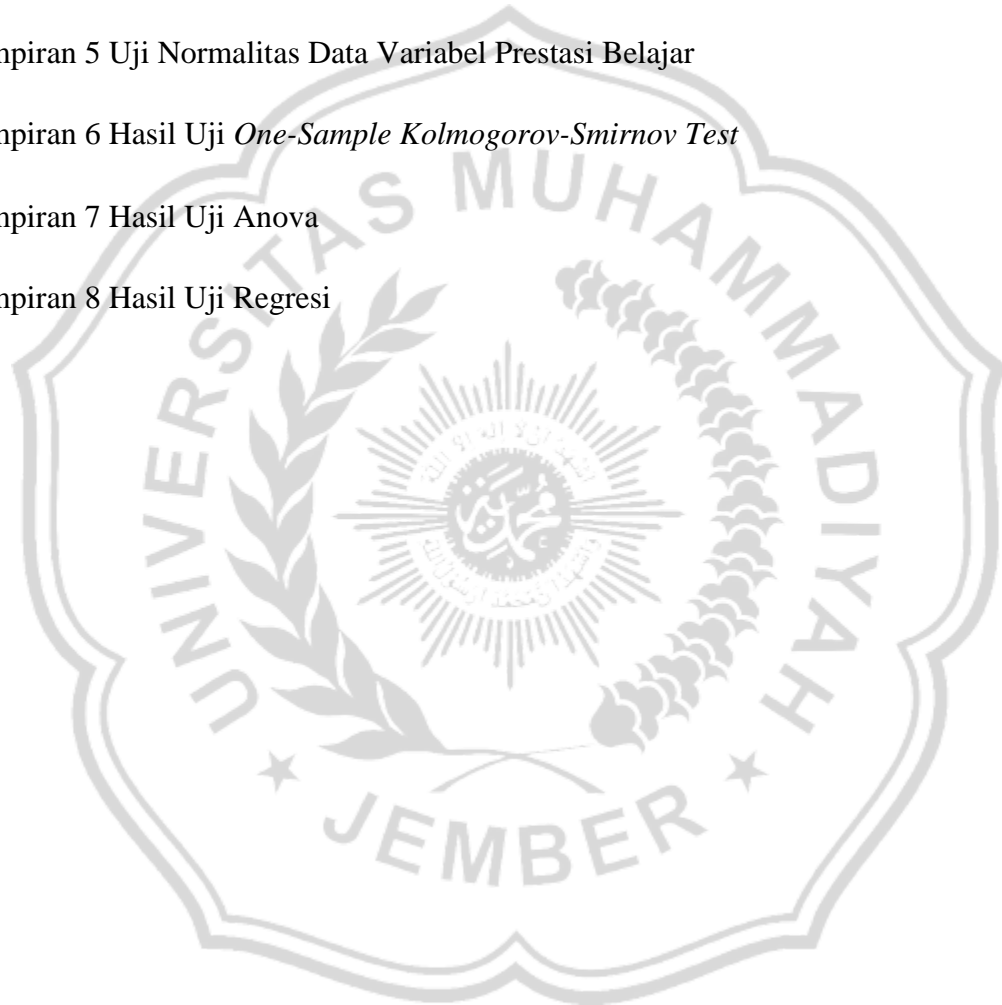 mpiran 5 Uji Normalitas Data Variabel Prestasi Belajar
mpiran 6 Hasil Uji One-Sample Kolmogorov-Smirnov Test
mpiran 7 Hasil Uji Anova
mpiran 8 Hasil Uji Regresi
UNIVERSITAS MUHAMMADIYAH
JEMBER